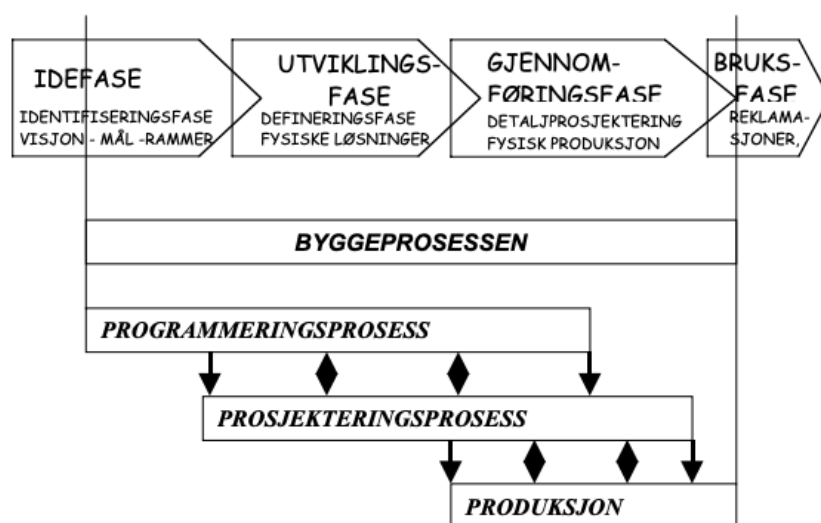 IDEFASE
IDENTIFISERINGSFASE
VISJON - MÅL -RAMMER
UTVIKLINGS-
FASE
DEFINERINGSFASE
FYSISKE LØSNINGER
GJENNOM-
FØRINGSFASE
DETALJPROSJEKTERING
FYSISK PRODUKSJON
BRUKS-
FASE
REKLAMA-
SJONER,
BYGGEPROSESSEN
PROGRAMMERINGSPROSESS
PROSJEKTERINGSPROSESS
PRODUKSJON